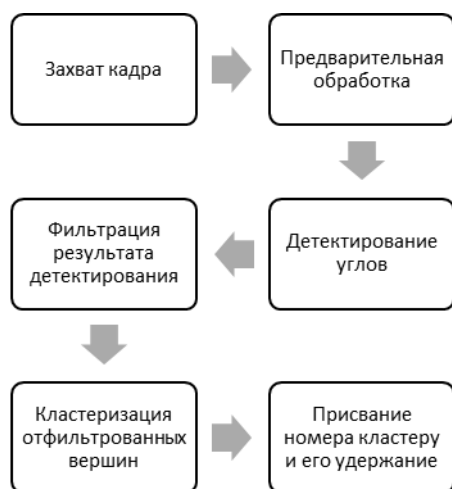 Захват кадра
Предварительная
обработка
Детектирование
углов
Фильтрация
результата
детектирования
Кластеризация
отфильтрованных
вершин
Присвание
номера кластеру
и его удержание